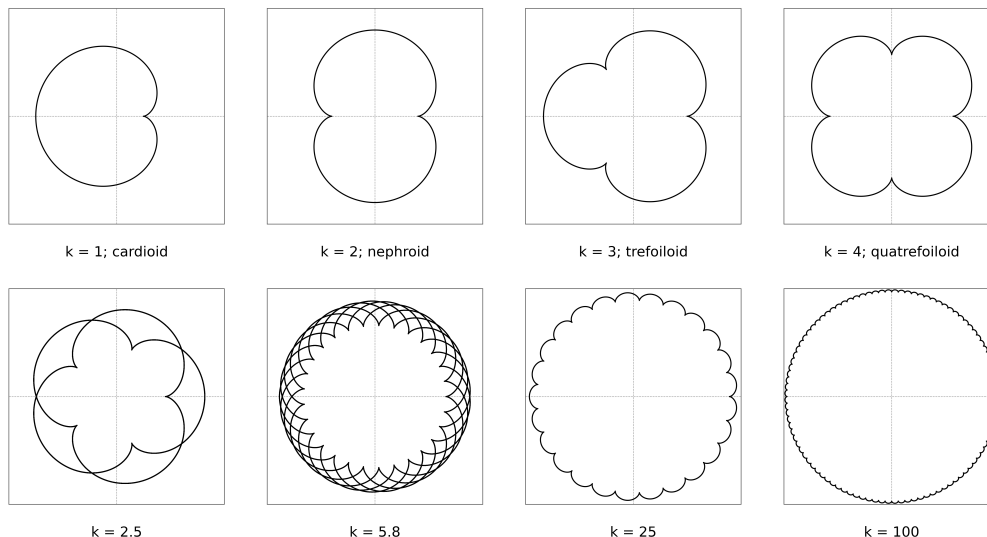 k = 1; cardioid
k = 2; nephroid
k = 3; trefoiloid
k = 4; quatrefoiloid
k = 2.5
k = 5.8
k = 25
k = 100